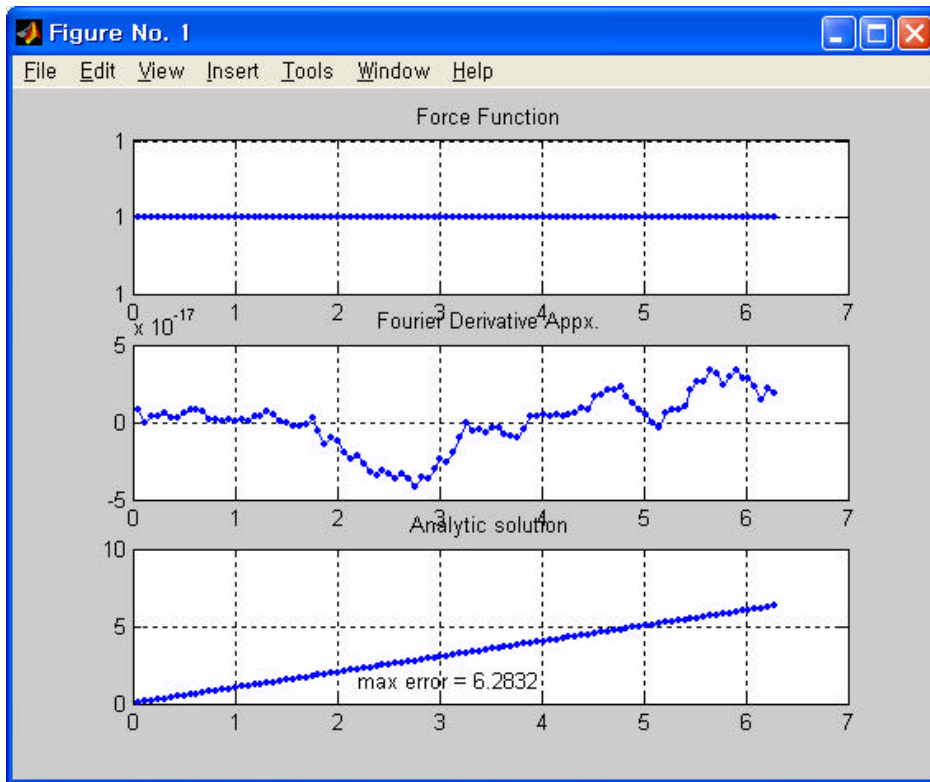 Figure No. 1
File Edit View Insert Tools Window Help
Force Function
1
1
1
0 1 2 3 4 5 6 7
x 10^-17
Fourier Derivative Appx.
5
0
-5
0 1 2 3 4 5 6 7
Analytic solution
10
5
0
max error = 6.2832
0 1 2 3 4 5 6 7